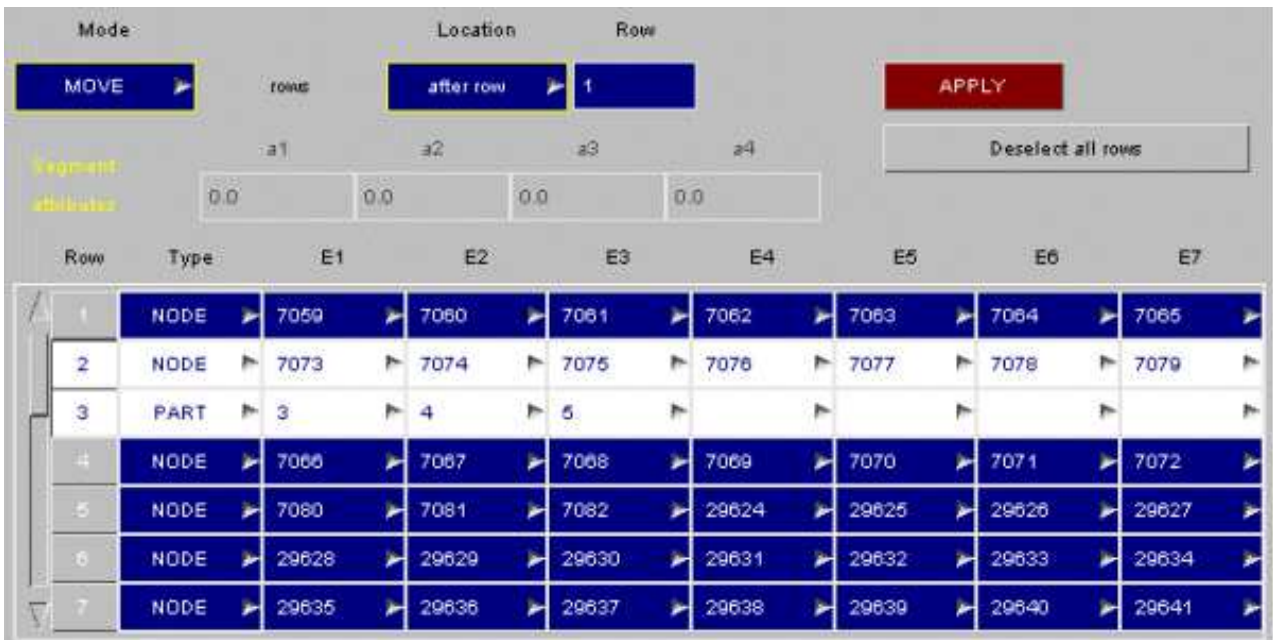 Mode Location Row
MOVE rows after row 1 APPLY
Deselect all rows
a1 a2 a3 a4
Segment
attributes 0.0 0.0 0.0 0.0
Row Type E1 E2 E3 E4 E5 E6 E7
1 NODE 7059 7060 7061 7062 7063 7064 7065
2 NODE 7073 7074 7075 7076 7077 7078 7079
3 PART 3 4 5
4 NODE 7066 7067 7068 7069 7070 7071 7072
5 NODE 7080 7081 7082 29624 29625 29626 29627
6 NODE 29628 29629 29630 29631 29632 29633 29634
7 NODE 29635 29636 29637 29638 29639 29640 29641